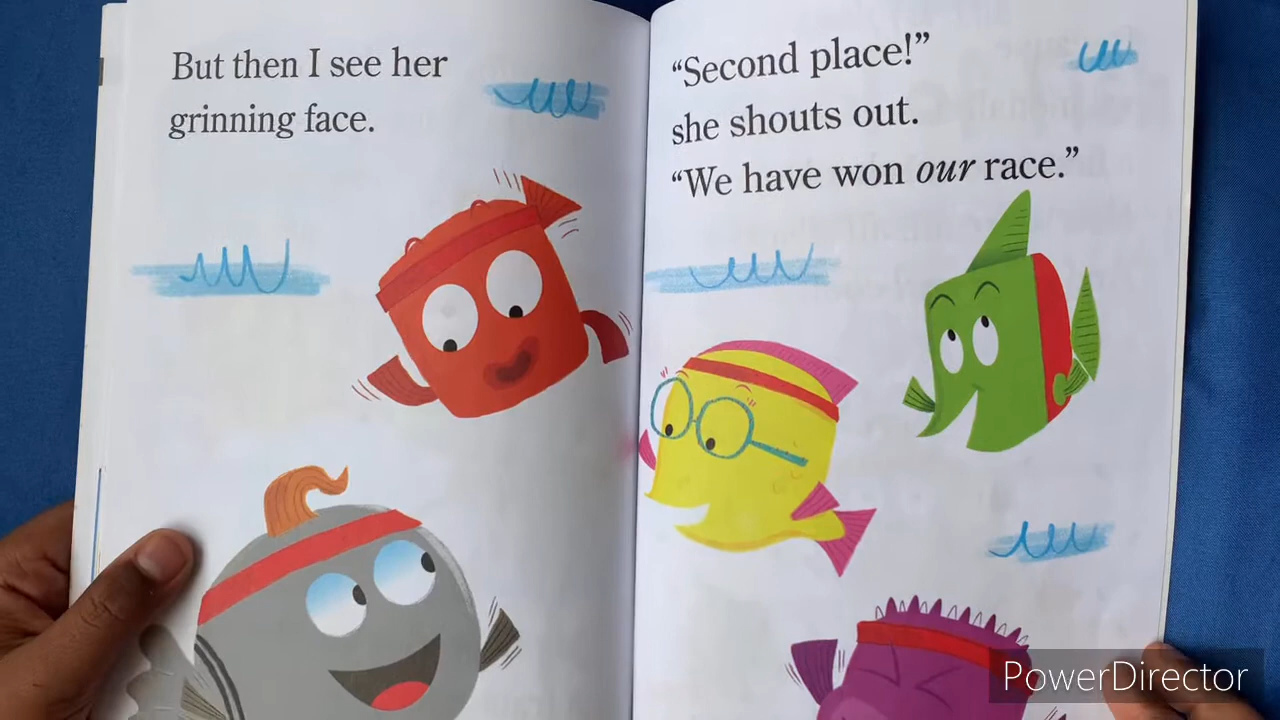 But then I see her
grinning face.
“Second place!”
she shouts out.
“We have won our race.”
PowerDirector